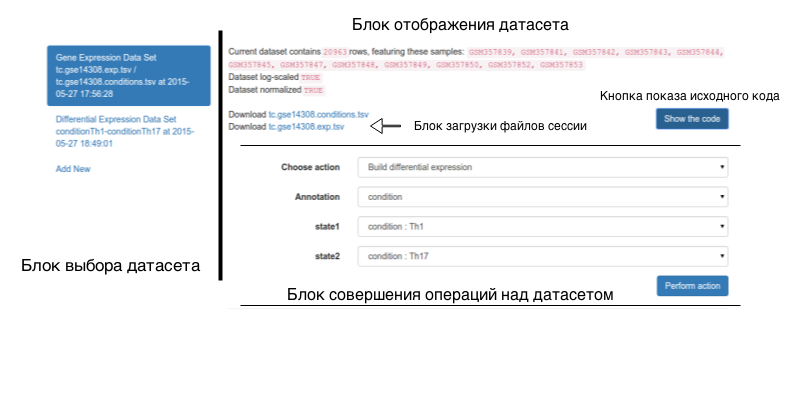 Блок отображения датасета
Gene Expression Data Set
tc.gse14308.exp.tsv /
tc.gse14308.conditions.tsv at 2015-
05-27 17:56:28
Differential Expression Data Set
conditionTh1-conditionTh17 at 2015-
05-27 18:49:01
Add New
Блок выбора датасета
Current dataset contains 20963 rows, featuring these samples: GSM357839, GSM357841, GSM357842, GSM357843, GSM357844,
GSM357845, GSM357847, GSM357848, GSM357849, GSM357850, GSM357852, GSM357853
Dataset log-scaled TRUE
Dataset normalized TRUE
Кнопка показа исходного кода
Download tc.gse14308.conditions.tsv
Download tc.gse14308.exp.tsv
Блок загрузки файлов сессии
Show the code
Choose action Build differential expression
Annotation condition
state1 condition : Th1
state2 condition : Th17
Perform action
Блок совершения операций над датасетом